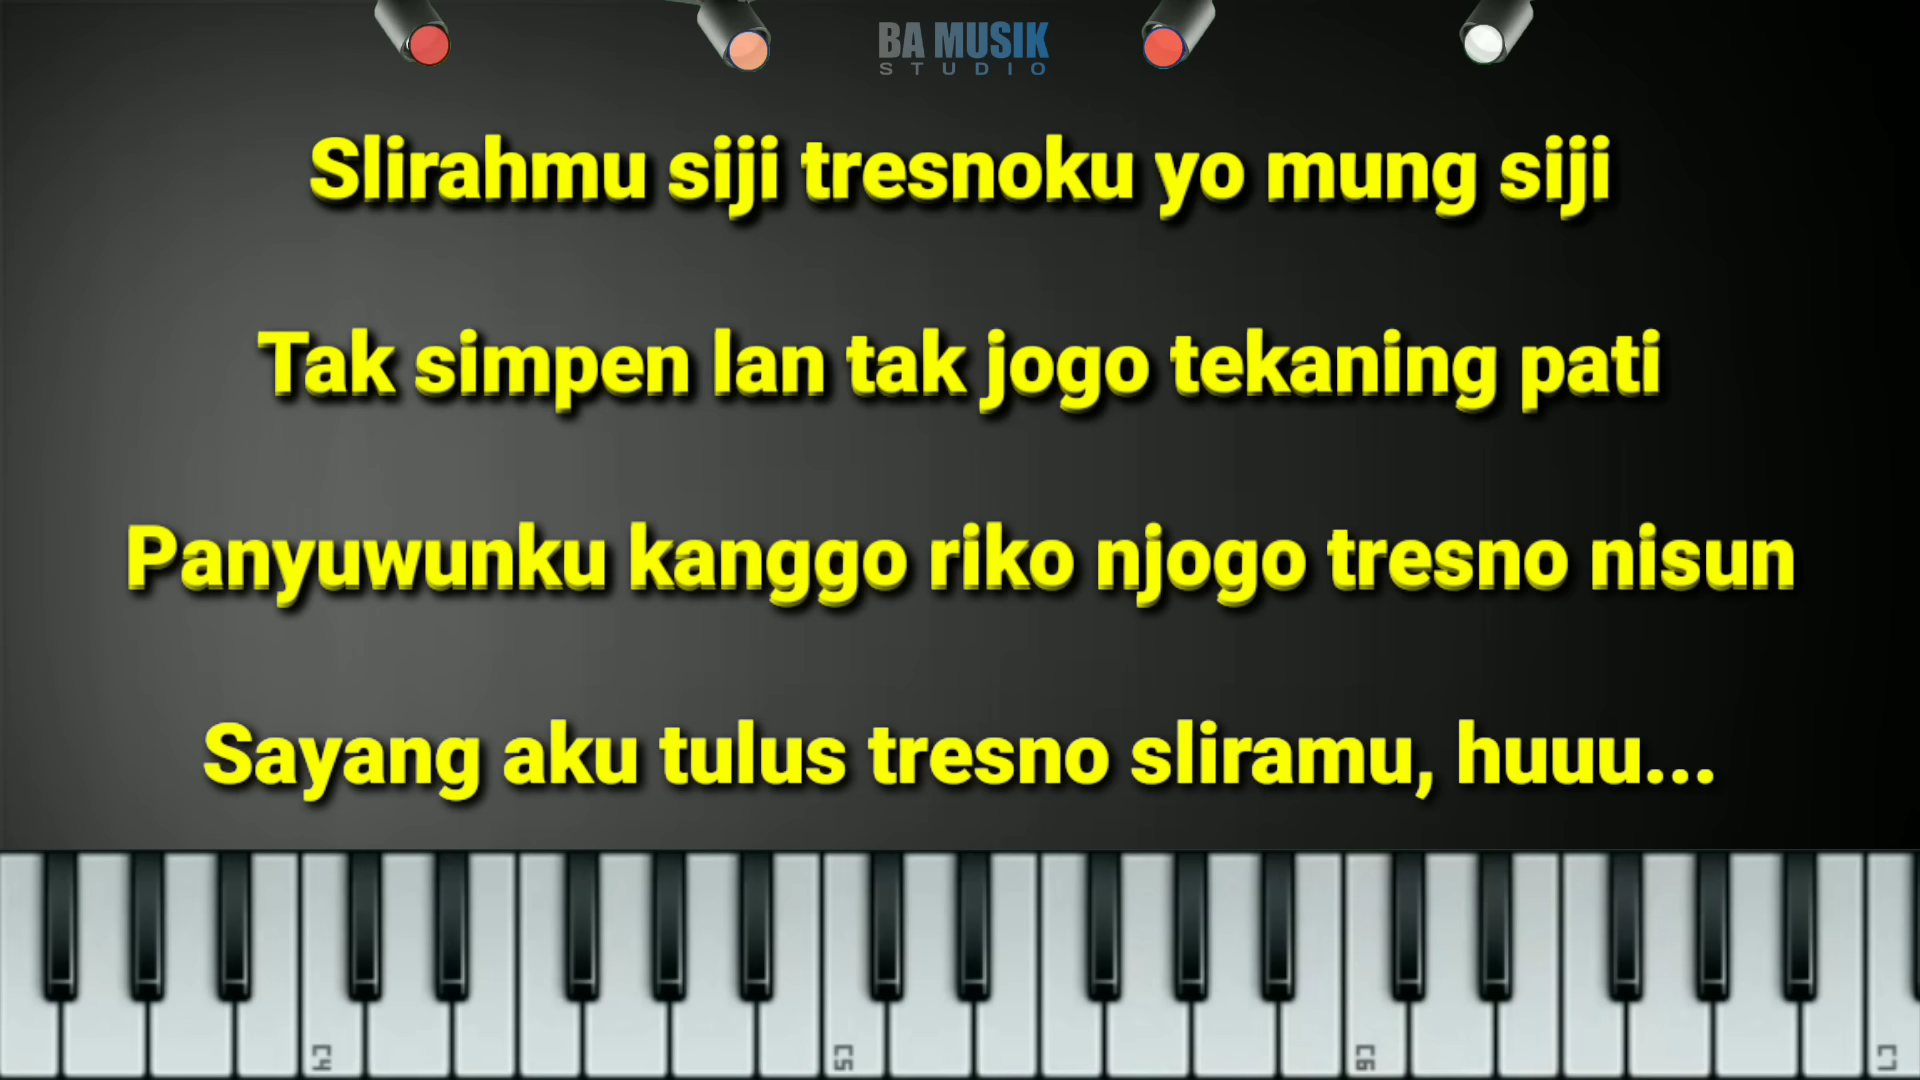 BA MUSIK
STUDIO
Slirahmu siji tresnoku yo mung siji
Tak simpen lan tak jogo tekaning pati
Panyuwunku kanggo riko njogo tresno nisun
Sayang aku tulus tresno sliramu, huuu...
C4
C5
C6
C7